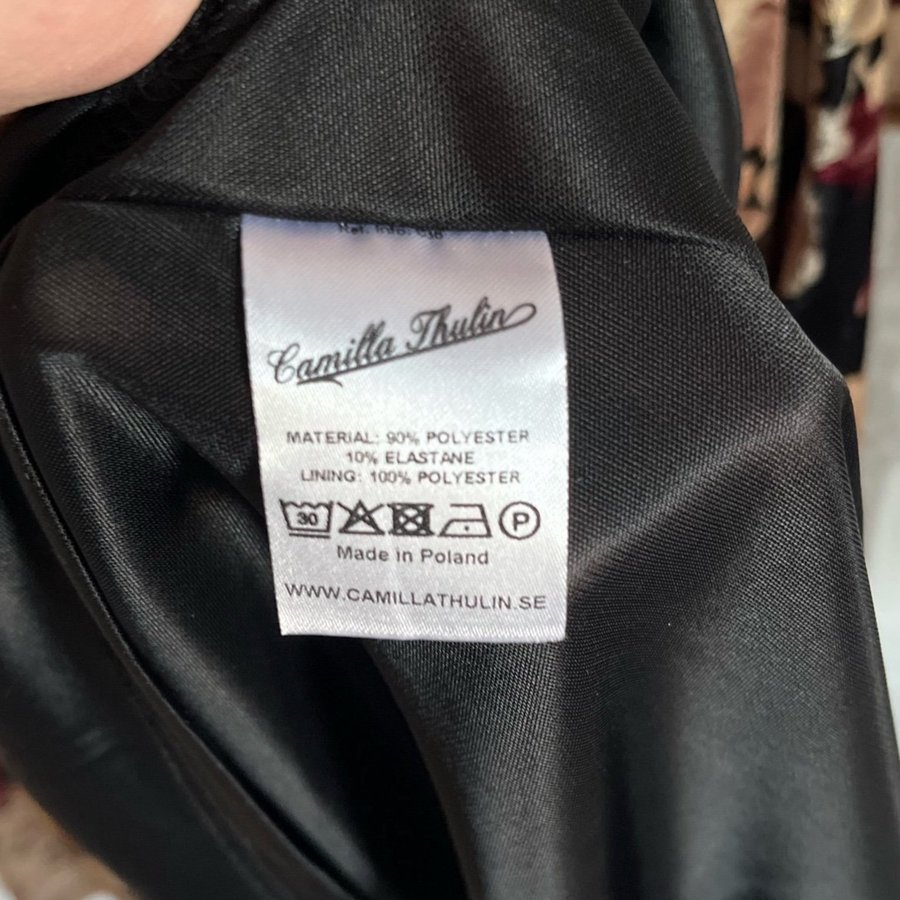 Camilla Thulin
MATERIAL: 90% POLYESTER
10% ELASTANE
LINING: 100% POLYESTER
30 P
Made in Poland
WWW.CAMILLATHULIN.SE